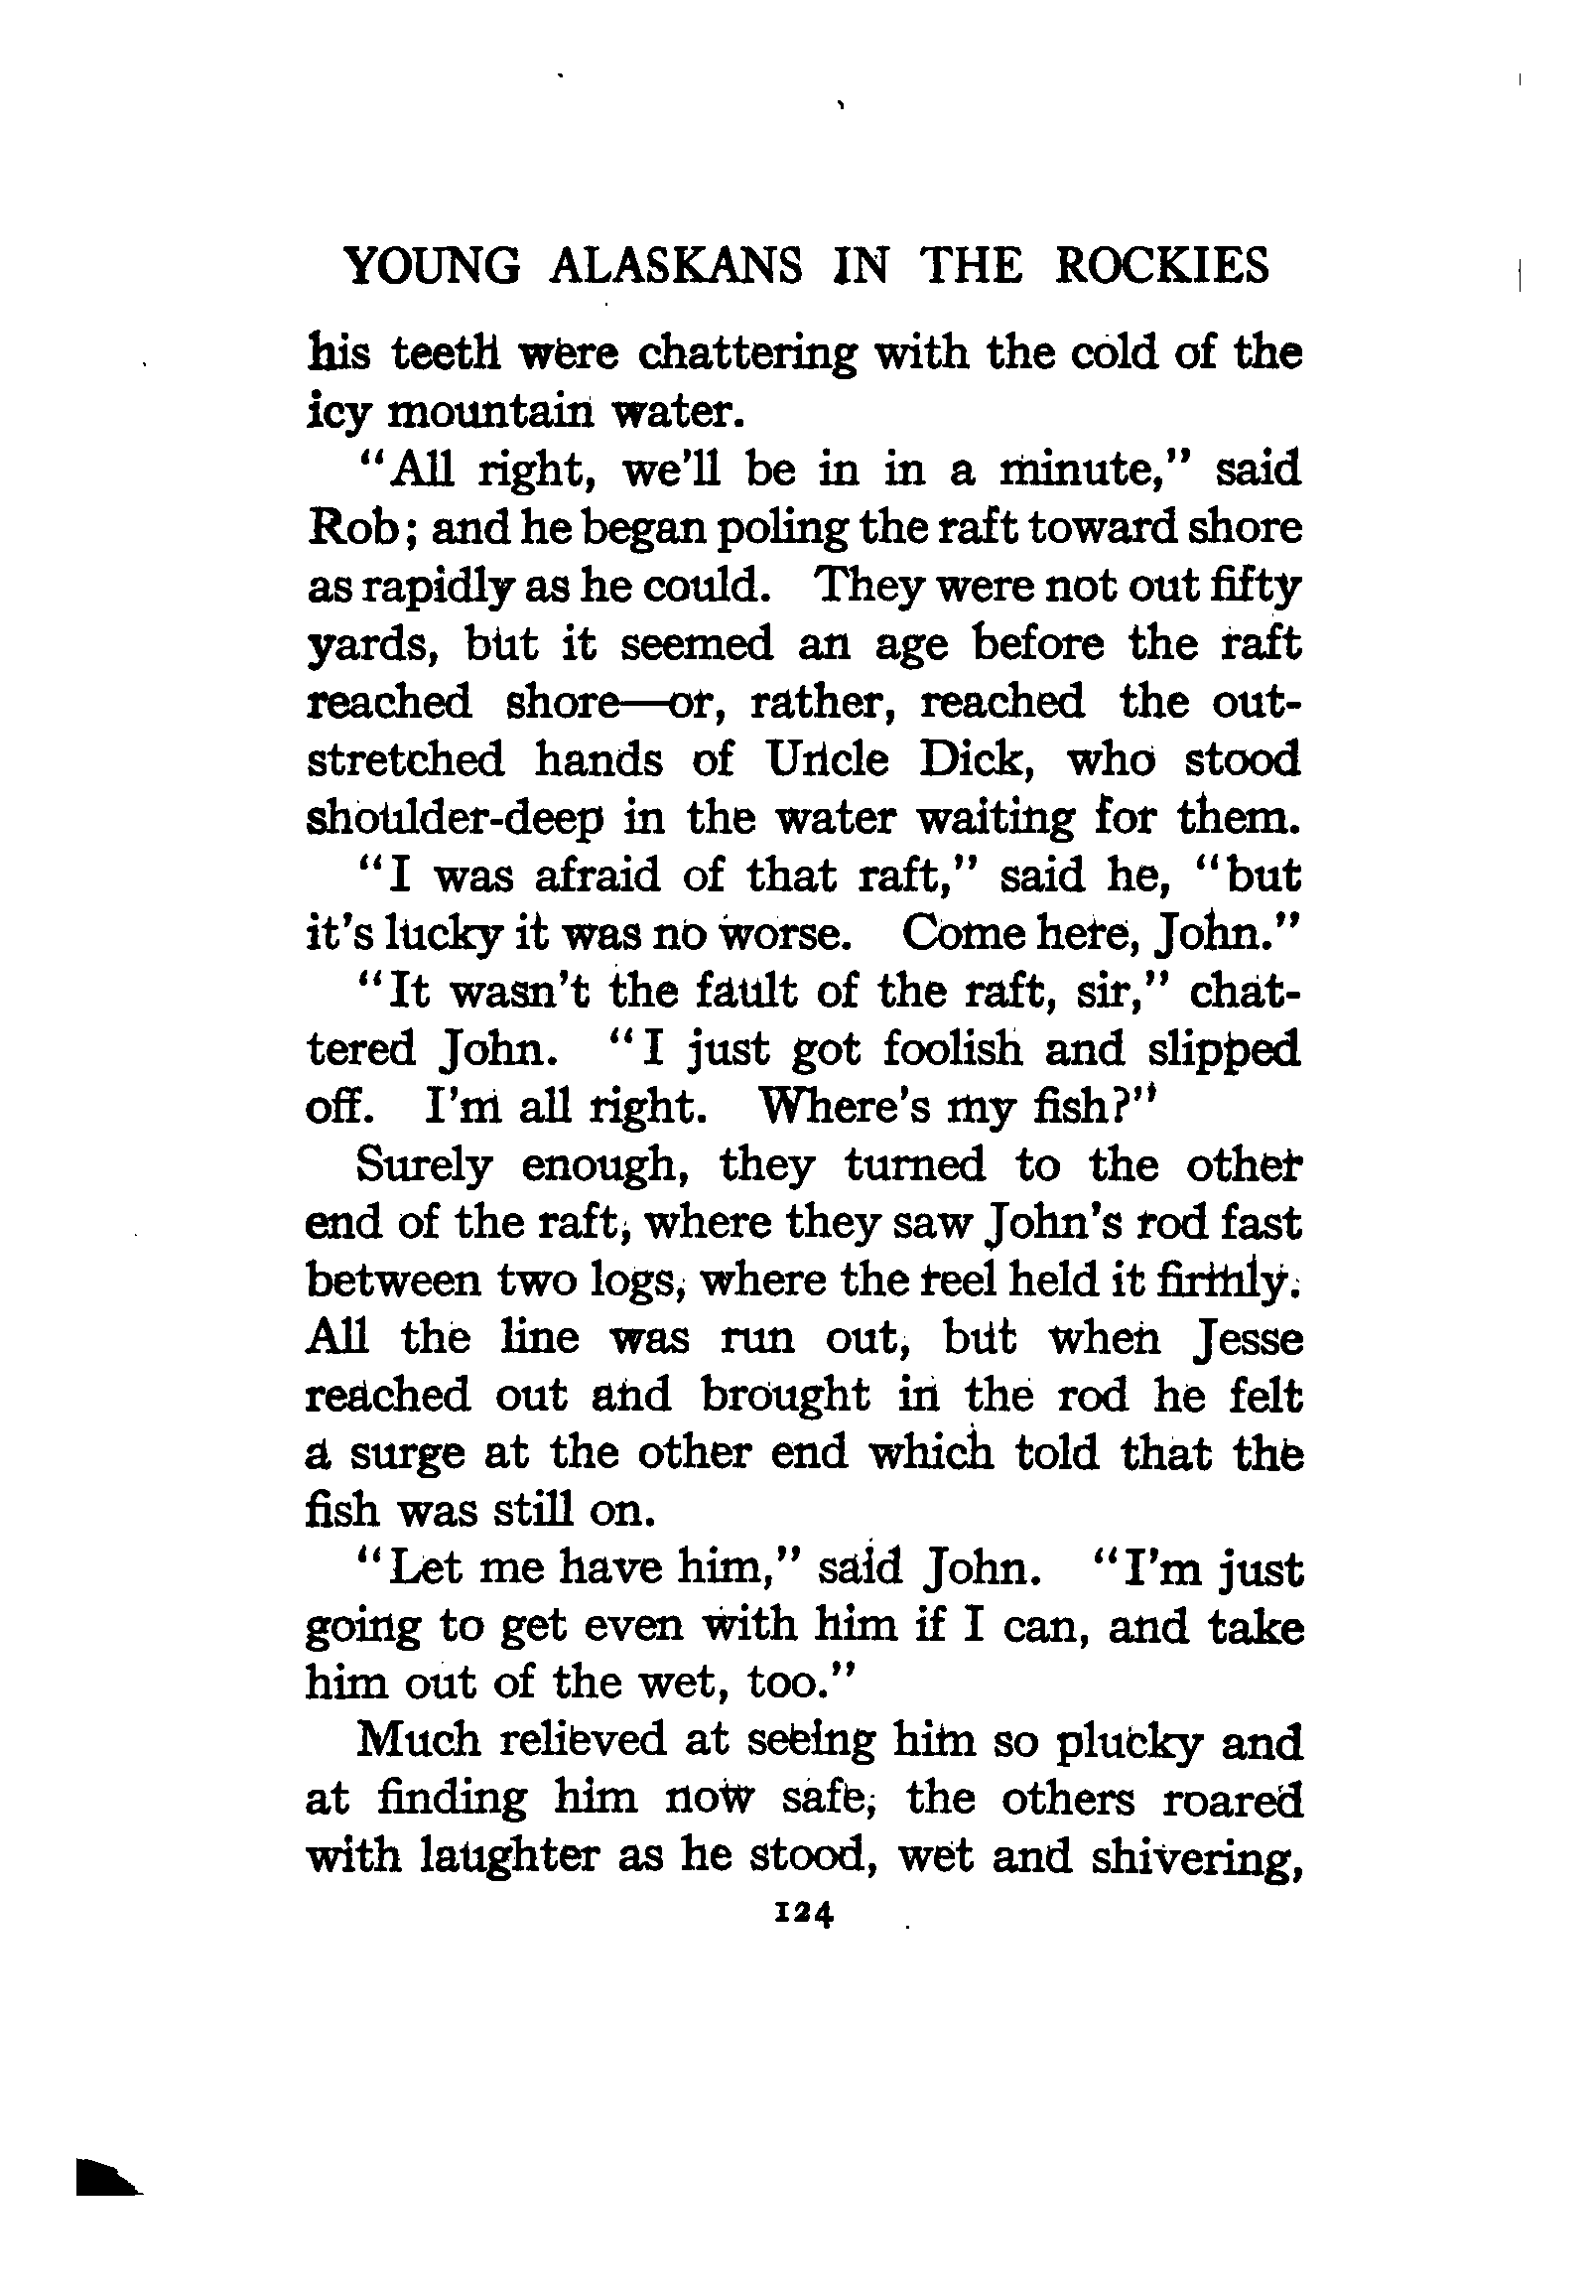 YOUNG ALASKANS IN THE ROCKIES
his teeth were chattering with the cold of the
icy mountain water.
"All right, we'll be in in a minute," said
Rob; and he began poling the raft toward shore
as rapidly as he could. They were not out fifty
yards, but it seemed an age before the raft
reached shore—or, rather, reached the out-
stretched hands of Uncle Dick, who stood
shoulder-deep in the water waiting for them.
"I was afraid of that raft," said he, "but
it's lucky it was no worse. Come here, John."
"It wasn't the fault of the raft, sir," chat-
tered John. "I just got foolish and slipped
off. I'm all right. Where's my fish?"
Surely enough, they turned to the other
end of the raft, where they saw John's rod fast
between two logs, where the reel held it firmly.
All the line was run out, but when Jesse
reached out and brought in the rod he felt
a surge at the other end which told that the
fish was still on.
"Let me have him," said John. "I'm just
going to get even with him if I can, and take
him out of the wet, too."
Much relieved at seeing him so plucky and
at finding him now safe, the others roared
with laughter as he stood, wet and shivering,
124